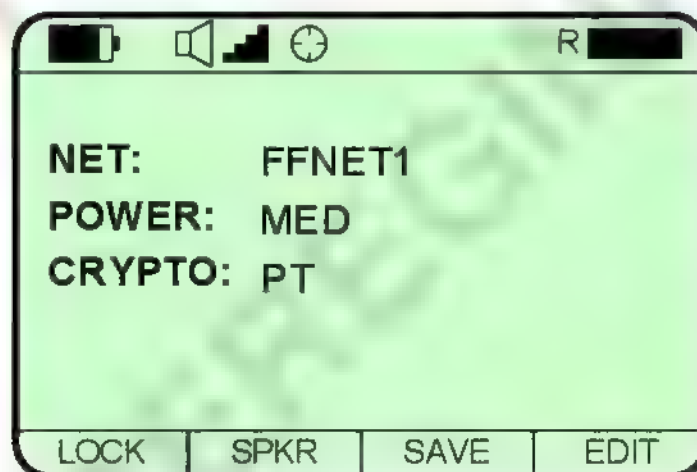 R
NET: FFNET1
POWER: MED
CRYPTO: PT
LOCK SPKR SAVE EDIT